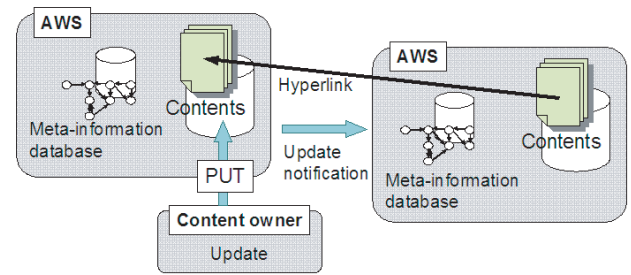 AWS
Contents
Meta-information
database
Hyperlink
Update
notification
AWS
Contents
Meta-information
database
PUT
Content owner
Update